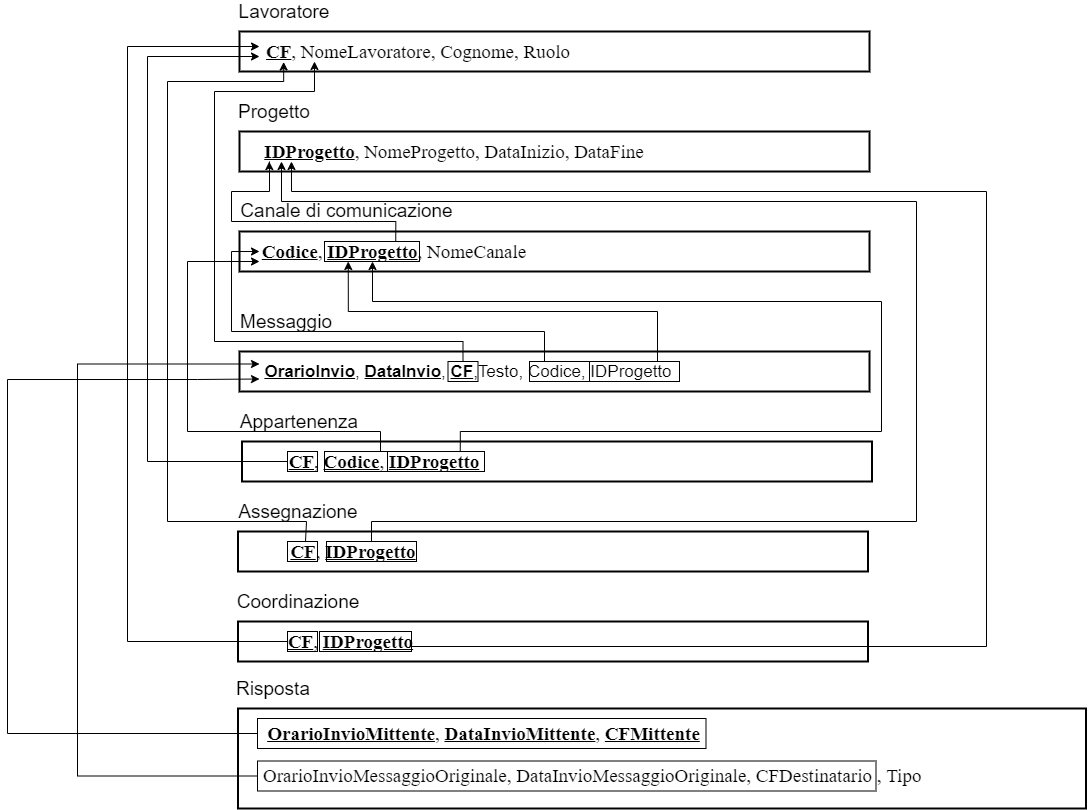 Lavoratore
CF, NomeLavoratore, Cognome, Ruolo
Progetto
IDProgetto, NomeProgetto, DataInizio, DataFine
Canale di comunicazione
Codice, IDProgetto, NomeCanale
Messaggio
OrarioInvio, DataInvio, CF,Testo, Codice, IDProgetto
Appartenenza
CF, Codice, IDProgetto
Assegnazione
CF, IDProgetto
Coordinazione
CF, IDProgetto
Risposta
OrarioInvioMittente, DataInvioMittente, CFMittente
OrarioInvioMessaggioOriginale, DataInvioMessaggioOriginale, CFDestinatario, Tipo